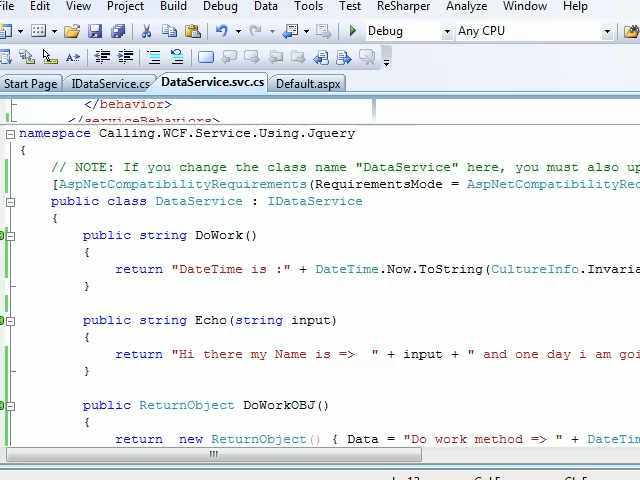 File Edit View Project Build Debug Data Tools Test ReSharper Analyze Window Help
Debug Any CPU
Start Page IDataService.cs DataService.svc.cs Default.aspx
</behavior>
</serviceBehaviors>
namespace Calling.WCF.Service.Using.Jquery
{
// NOTE: If you change the class name "DataService" here, you must also up
[AspNetCompatibilityRequirements(RequirementsMode = AspNetCompatibilityReq
public class DataService : IDataService
{
public string DoWork()
{
return "DateTime is :" + DateTime.Now.ToString(CultureInfo.Invaria
}
public string Echo(string input)
{
return "Hi there my Name is => " + input + " and one day i am goi
}
public ReturnObject DoWorkOBJ()
{
return new ReturnObject() { Data = "Do work method => " + DateTim